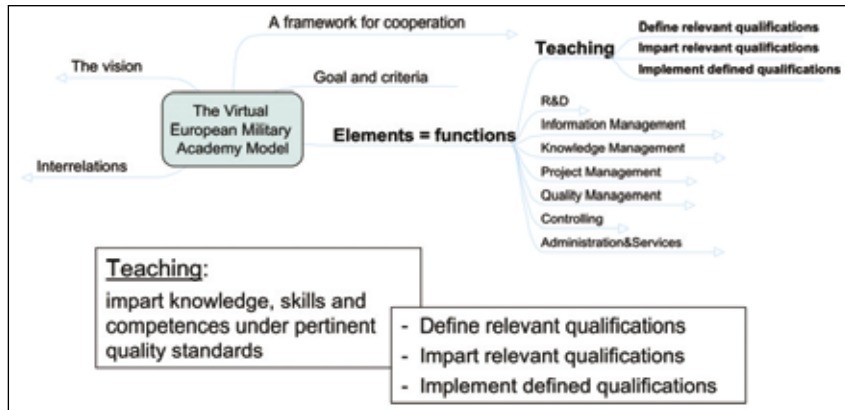 A framework for cooperation
The vision
Goal and criteria
The Virtual
European Military
Academy Model
Elements = functions
Interrelations
Teaching
Define relevant qualifications
Impart relevant qualifications
Implement defined qualifications
R&D
Information Management
Knowledge Management
Project Management
Quality Management
Controlling
Administration&Services
Teaching:
impart knowledge, skills and
competences under pertinent
quality standards
- Define relevant qualifications
- Impart relevant qualifications
- Implement defined qualifications